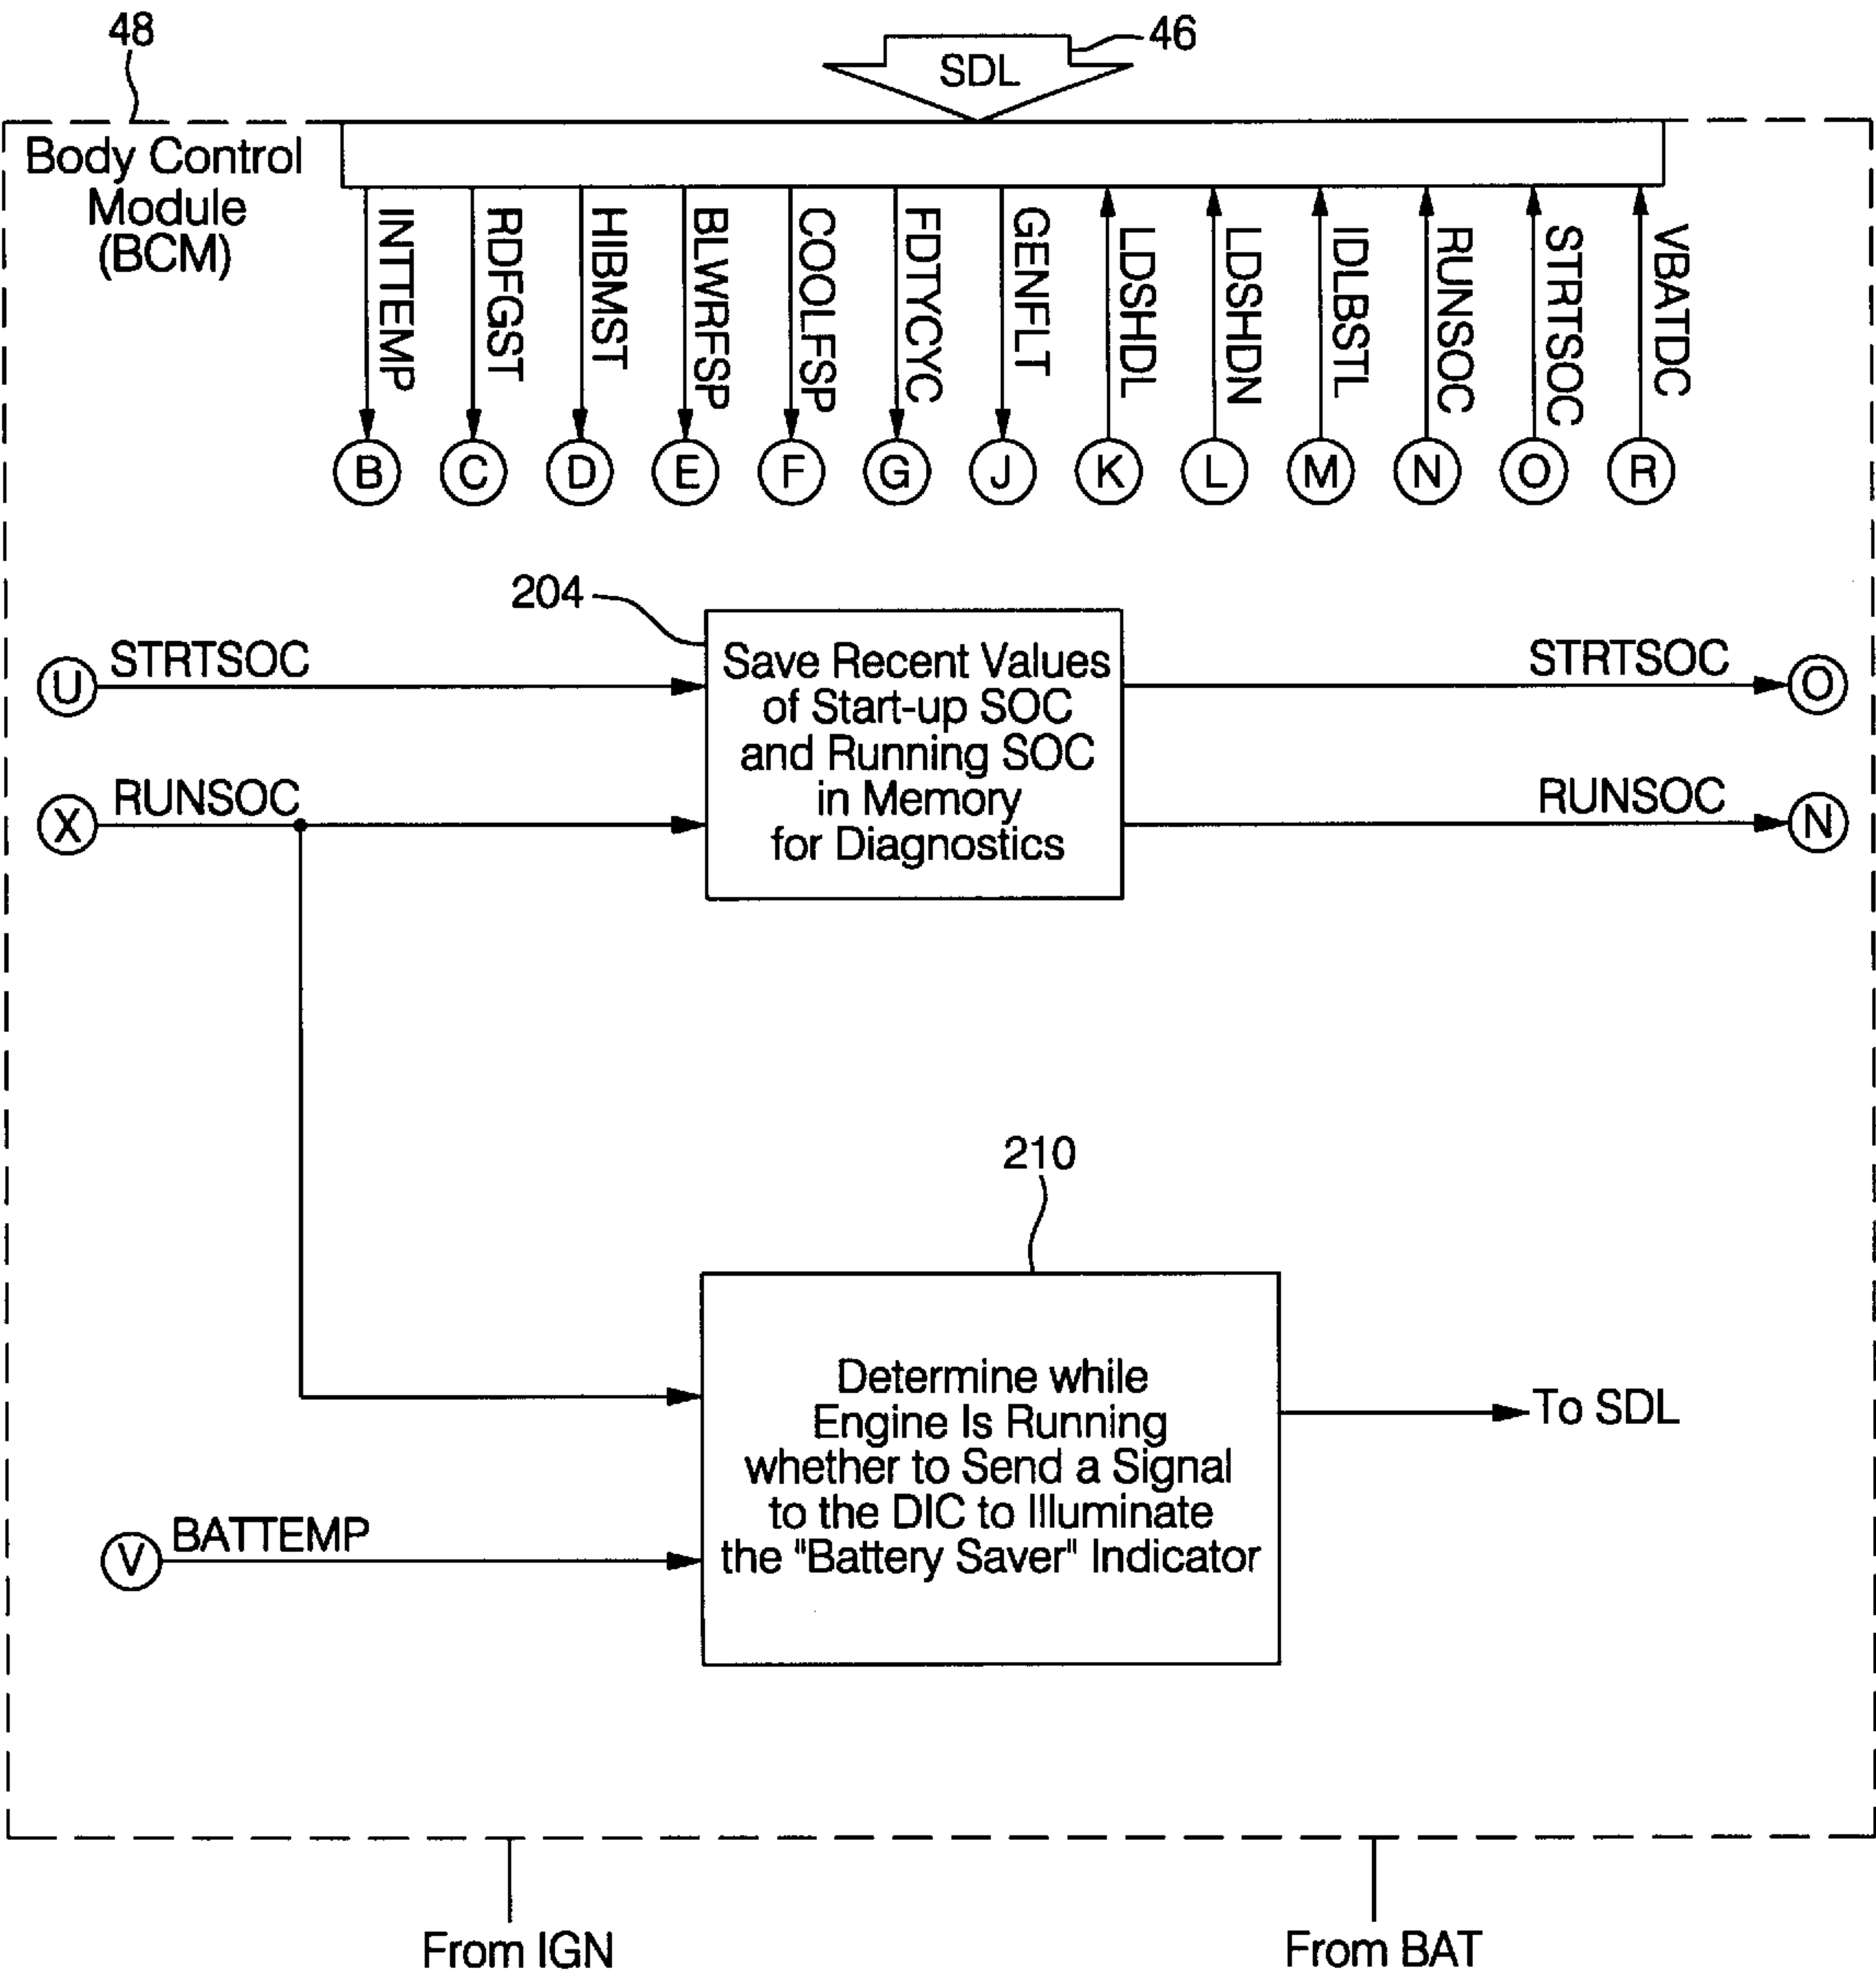 48
46
SDL
Body Control
Module
(BCM)
INTTEMP
RDFGST
HIBMST
BLWRFSP
COOLFSP
FDTYCYC
GENFLT
LDSHDL
LDSHDN
IDLBSTL
RUNSOC
STRTSOC
VBATDC
B
C
D
E
F
G
J
K
L
M
N
O
R
204
U
STRTSOC
Save Recent Values
of Start-up SOC
and Running SOC
in Memory
for Diagnostics
STRTSOC
O
X
RUNSOC
RUNSOC
N
210
Determine while
Engine Is Running
whether to Send a Signal
to the DIC to Illuminate
the "Battery Saver" Indicator
To SDL
V
BATTEMP
From IGN
From BAT